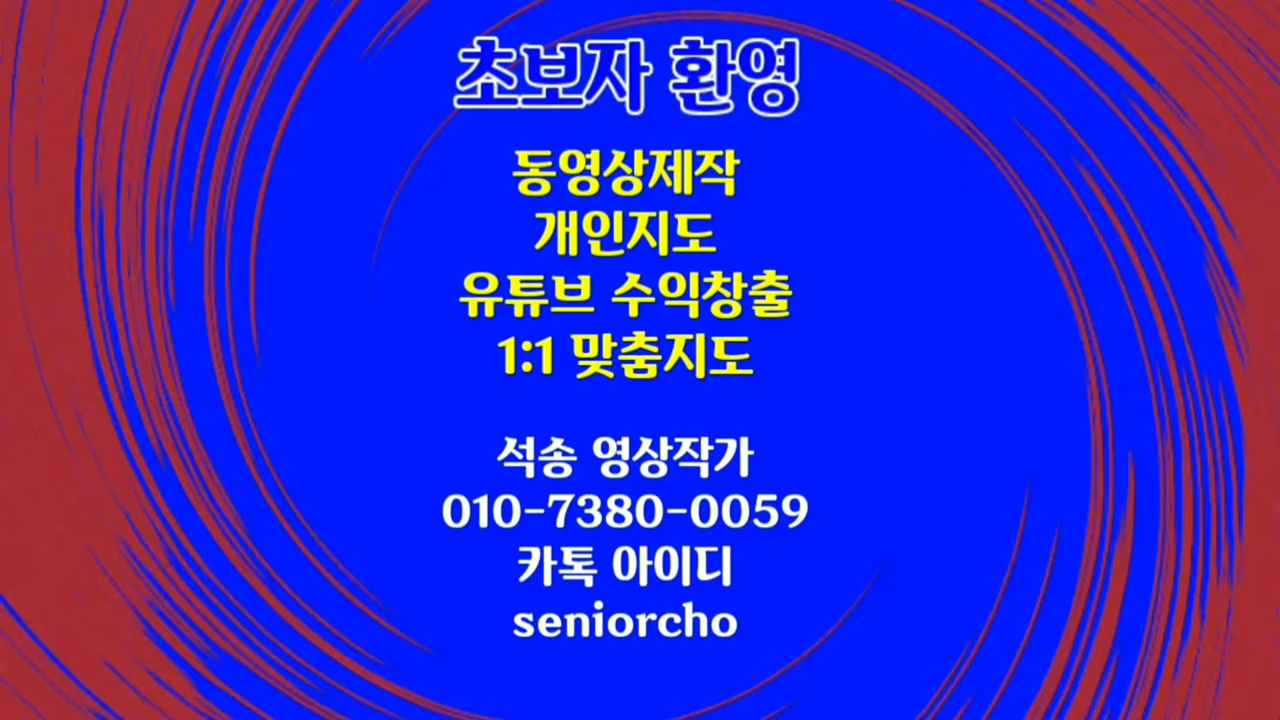 초보자 환영
동영상제작
개인지도
유튜브 수익창출
1:1 맞춤지도
석송 영상작가
010-7380-0059
카톡 아이디
seniorcho